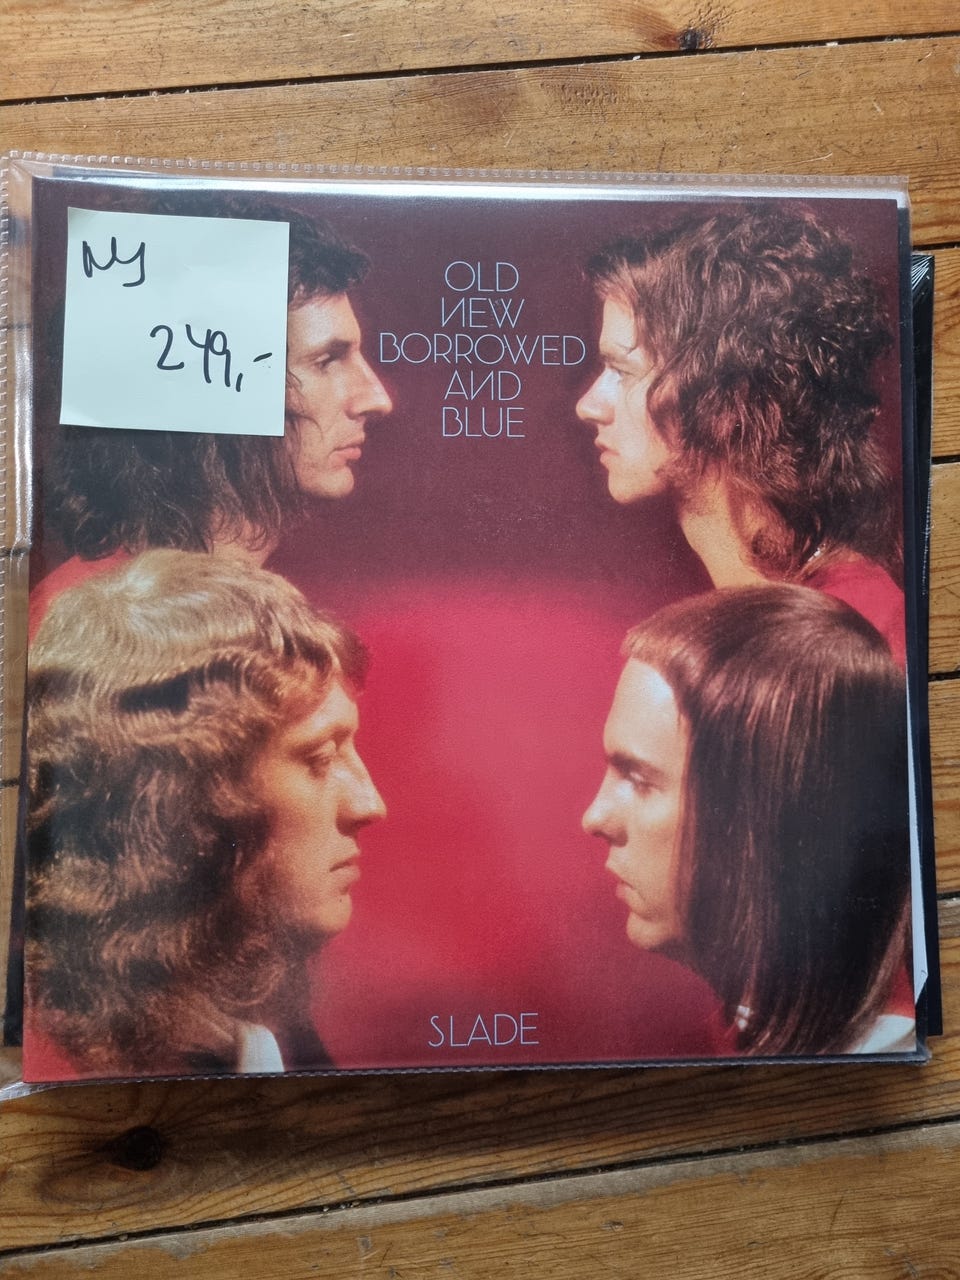 Ny
249,-
OLD
NEW
BORROWED
AND
BLUE
SLADE